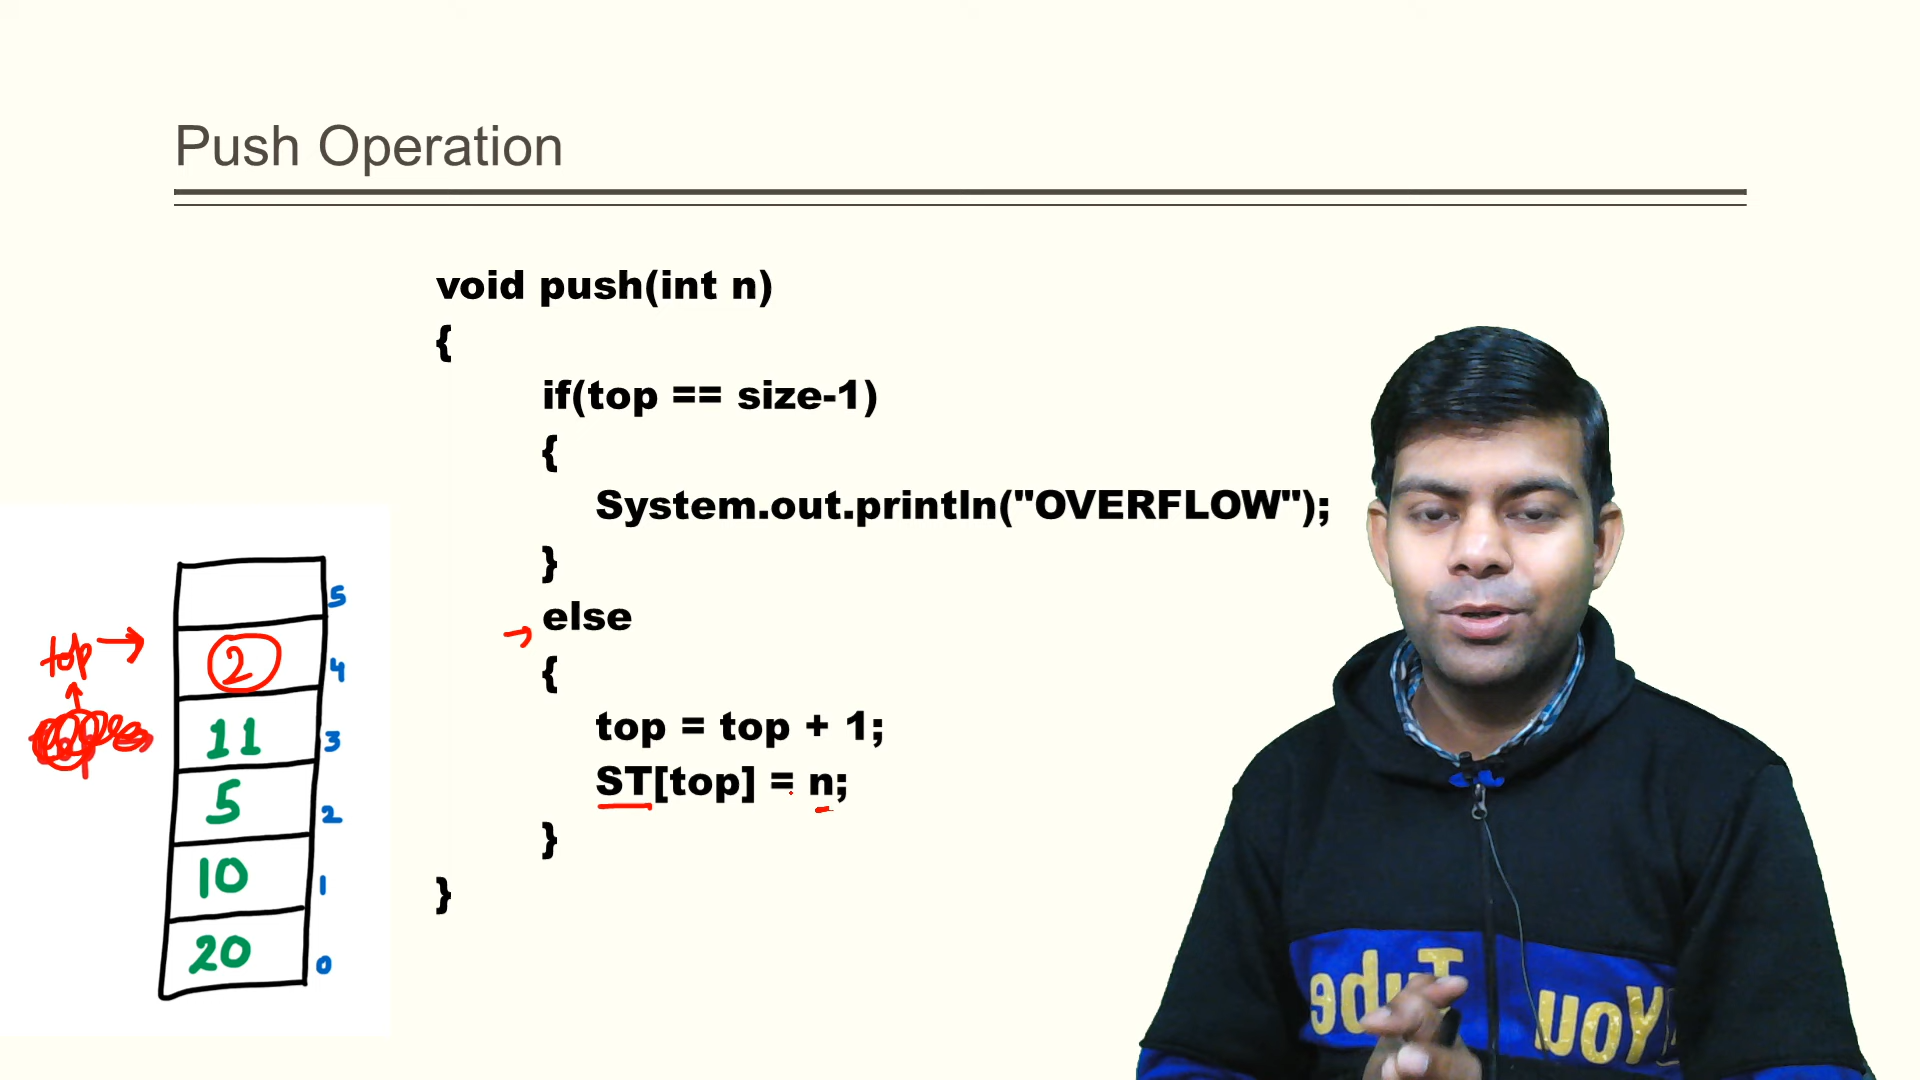 Push Operation
void push(int n)
{
if(top == size-1)
{
System.out.println("OVERFLOW");
}
else
{
top = top + 1;
ST[top] = n;
}
}
5
top → 2 4
11 3
5 2
10 1
20 0
YouTube